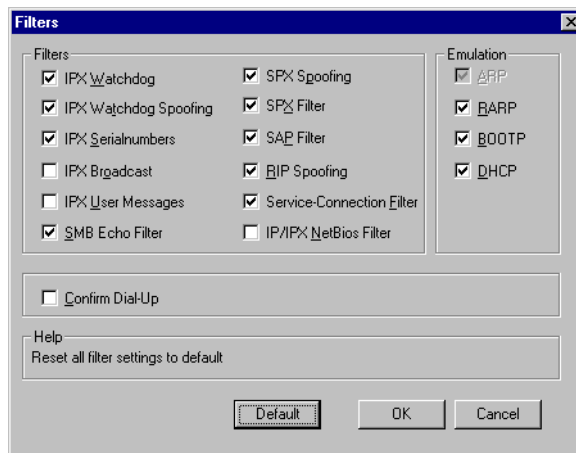 Filters
Filters
IPX Watchdog
IPX Watchdog Spoofing
IPX Serialnumbers
IPX Broadcast
IPX User Messages
SMB Echo Filter
SPX Spoofing
SPX Filter
SAP Filter
RIP Spoofing
Service-Connection Filter
IP/IPX NetBios Filter
Emulation
ARP
RARP
BOOTP
DHCP
Confirm Dial-Up
Help
Reset all filter settings to default
Default
OK
Cancel